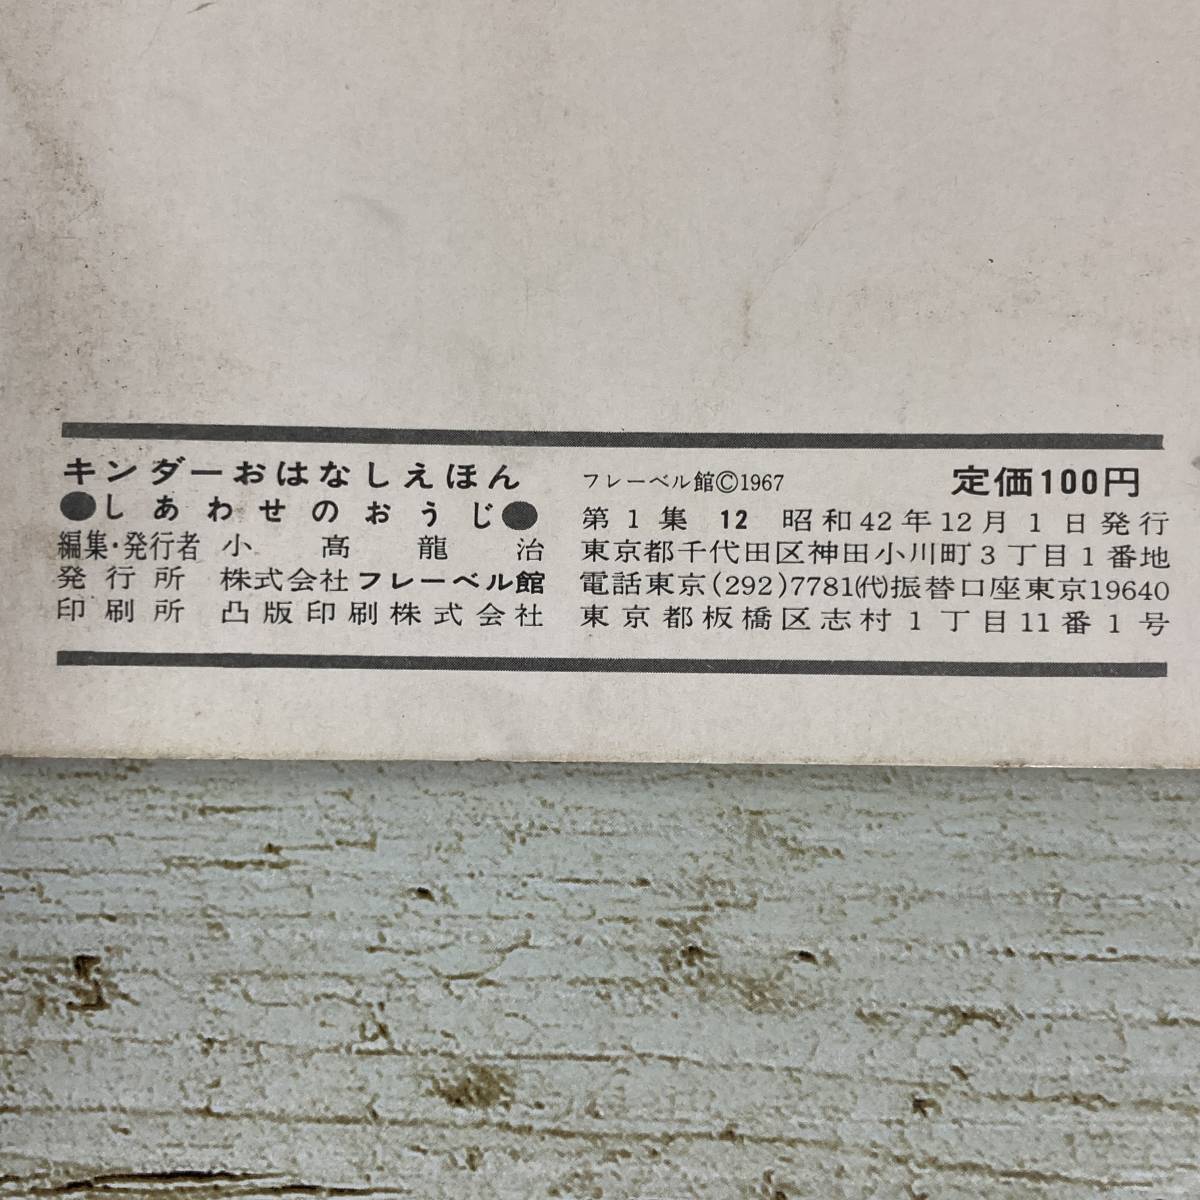 キンダーおはなしえほん フレーベル館©1967 定価100円
●しあわせのおうじ● 第1集 12 昭和42年12月1日発行
編集・発行者 小高龍治 東京都千代田区神田小川町3丁目1番地
発行所 株式会社フレーベル館 電話東京(292)7781(代)振替口座東京19640
印刷所 凸版印刷株式会社 東京都板橋区志村1丁目11番1号